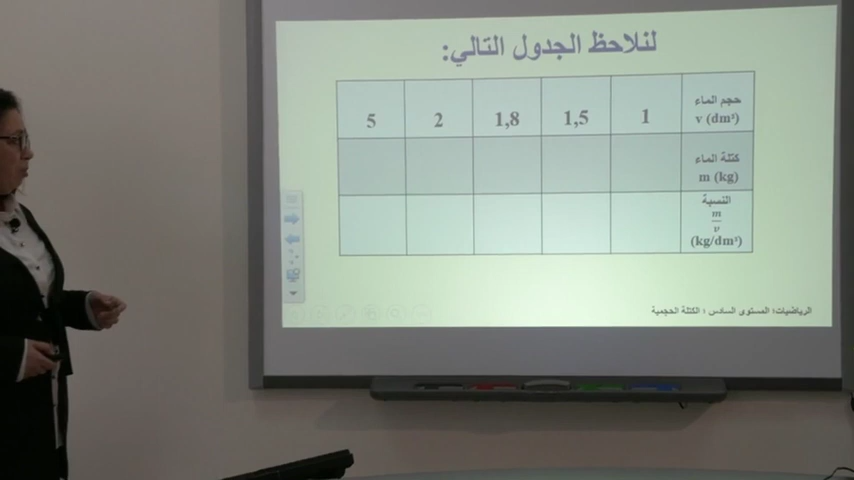 لنلاحظ الجدول التالي:
حجم الماء
v (dm³)
1
1,5
1,8
2
5
كتلة الماء
m (kg)
النسبة
m
v
(kg/dm³)
الرياضيات؛ المستوى السادس ؛ الكتلة الحجمية